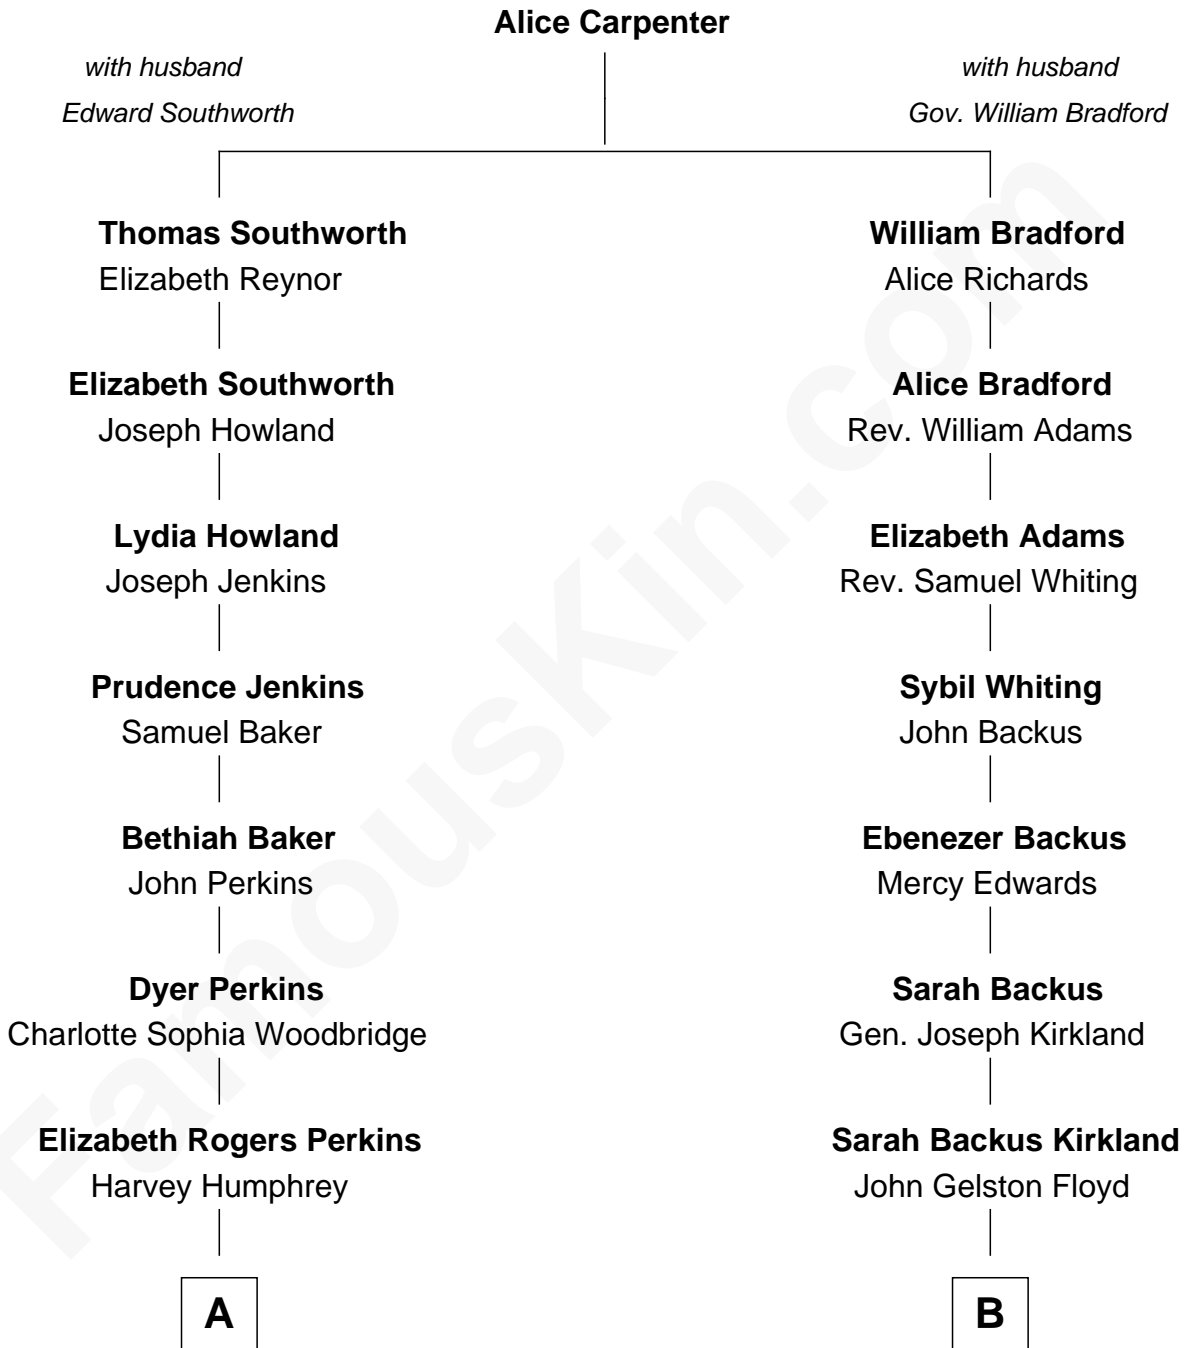 Alice Carpenter
with husband
Edward Southworth
with husband
Gov. William Bradford
Thomas Southworth
Elizabeth Reynor
William Bradford
Alice Richards
Elizabeth Southworth
Joseph Howland
Alice Bradford
Rev. William Adams
Lydia Howland
Joseph Jenkins
Elizabeth Adams
Rev. Samuel Whiting
Prudence Jenkins
Samuel Baker
Sybil Whiting
John Backus
Bethiah Baker
John Perkins
Ebenezer Backus
Mercy Edwards
Dyer Perkins
Charlotte Sophia Woodbridge
Sarah Backus
Gen. Joseph Kirkland
Elizabeth Rogers Perkins
Harvey Humphrey
Sarah Backus Kirkland
John Gelston Floyd
A
B
FamousKin.com